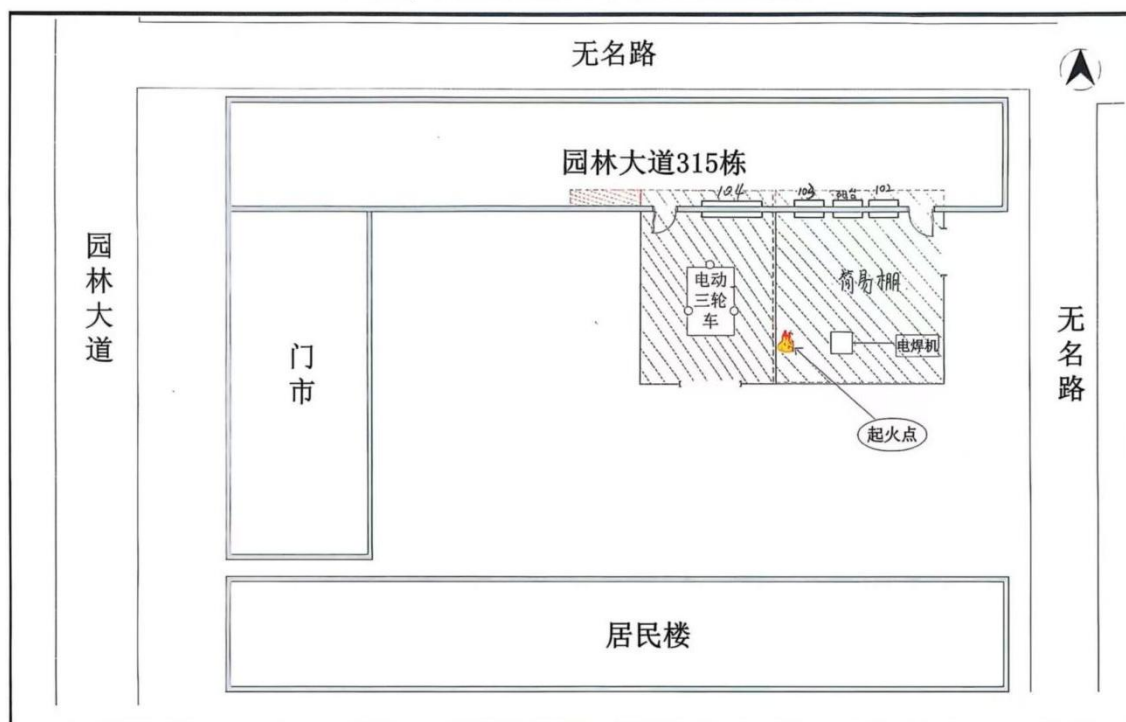 无名路
园林大道315栋
104
103
阳台
102
园林大道
电动
三轮
车
简易棚
门市
电焊机
无名路
起火点
居民楼